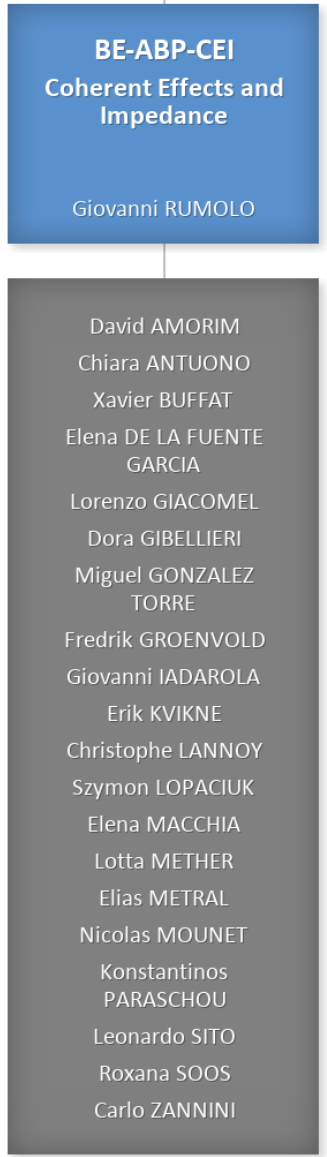 BE-ABP-CEI
Coherent Effects and
Impedance
Giovanni RUMOLO
David AMORIM
Chiara ANTUONO
Xavier BUFFAT
Elena DE LA FUENTE
GARCIA
Lorenzo GIACOMEL
Dora GIBELLIERI
Miguel GONZALEZ
TORRE
Fredrik GROENVOLD
Giovanni IADAROLA
Erik KVIKNE
Christophe LANNOY
Szymon LOPACIUK
Elena MACCHIA
Lotta METHER
Elias METRAL
Nicolas MOUNET
Konstantinos
PARASCHOU
Leonardo SITO
Roxana SOOS
Carlo ZANNINI